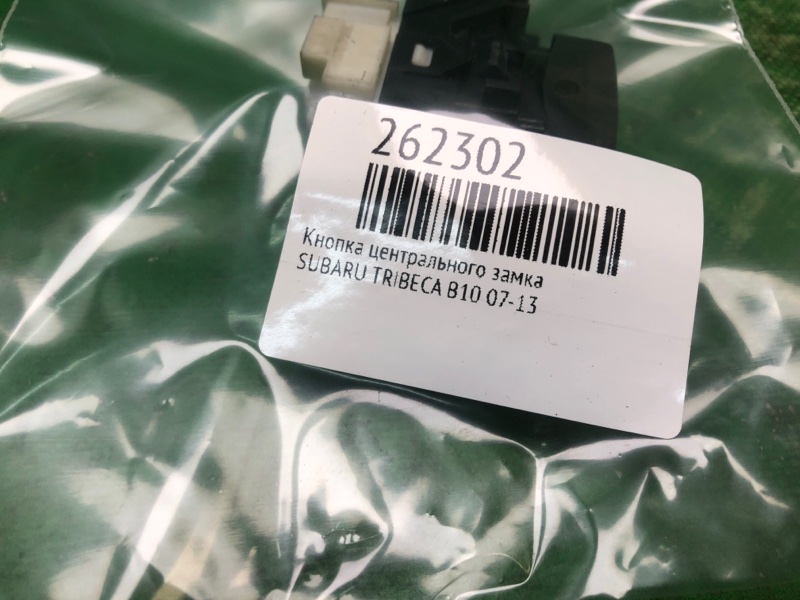 262302
Кнопка центрального замка
SUBARU TRIBECA B10 07-13